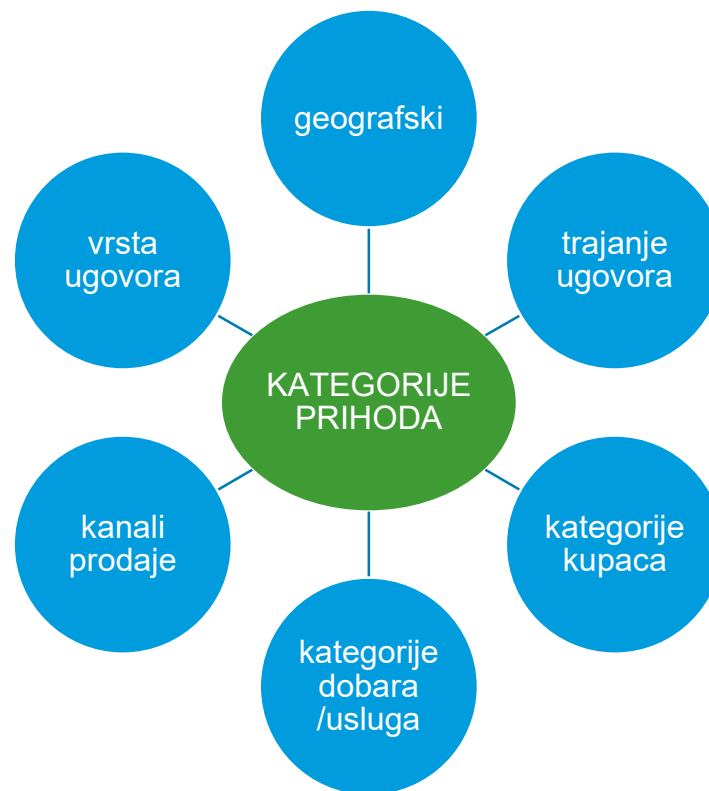 geografski
trajanje
ugovora
kategorije
kupaca
kategorije
dobara
/usluga
kanali
prodaje
vrsta
ugovora
KATEGORIJE
PRIHODA